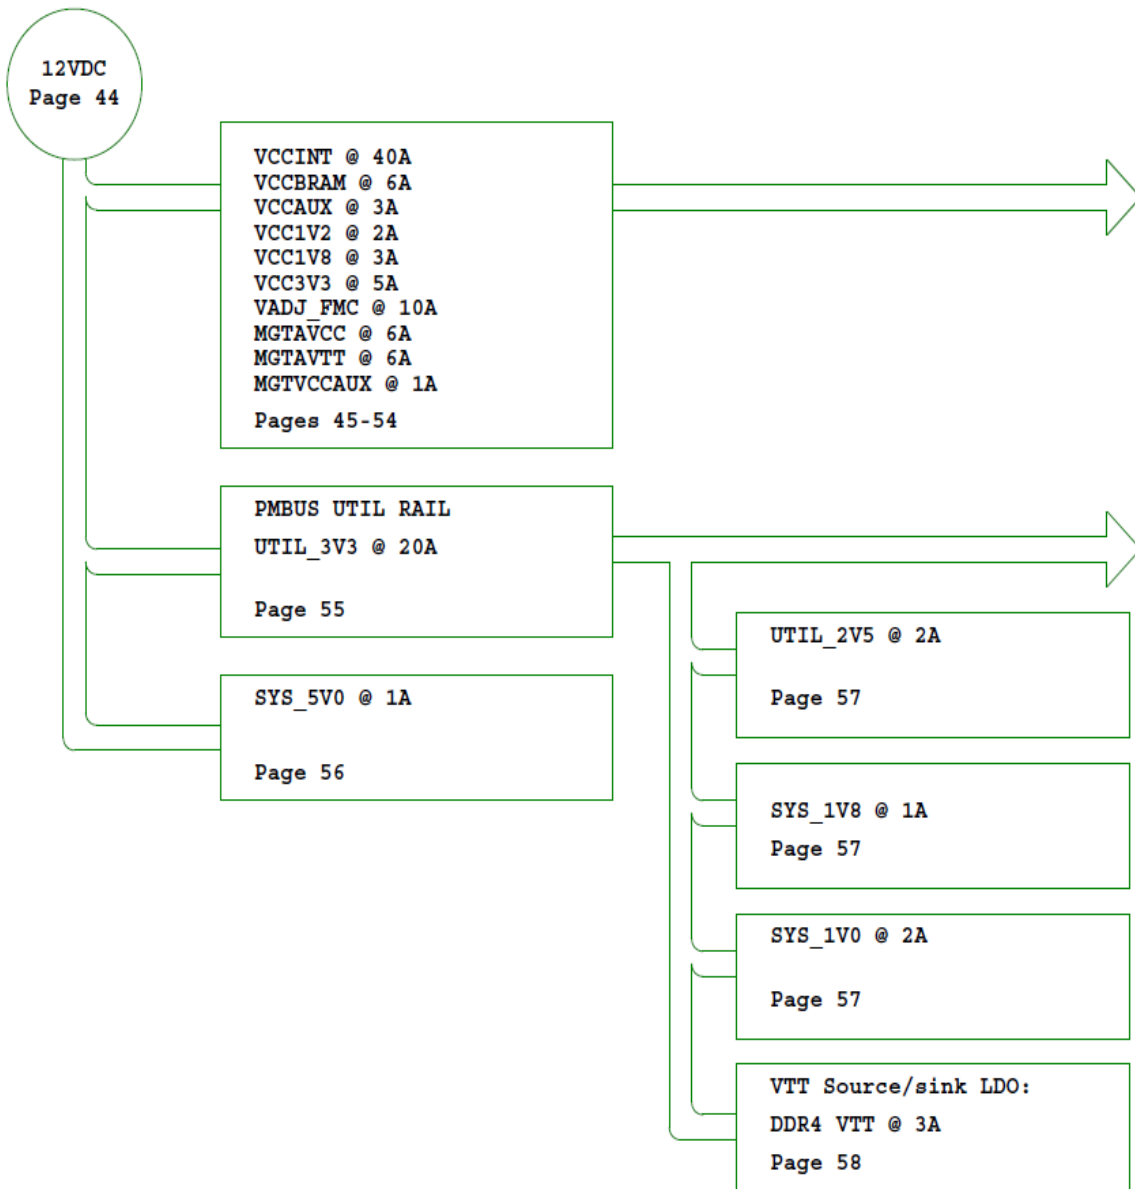 12VDC
Page 44
VCCINT @ 40A
VCCBRAM @ 6A
VCCAUX @ 3A
VCC1V2 @ 2A
VCC1V8 @ 3A
VCC3V3 @ 5A
VADJ_FMC @ 10A
MGTAVCC @ 6A
MGTAVTT @ 6A
MGTVCCAUX @ 1A
Pages 45-54
PMBUS UTIL RAIL
UTIL_3V3 @ 20A
Page 55
SYS_5V0 @ 1A
Page 56
UTIL_2V5 @ 2A
Page 57
SYS_1V8 @ 1A
Page 57
SYS_1V0 @ 2A
Page 57
VTT Source/sink LDO:
DDR4 VTT @ 3A
Page 58